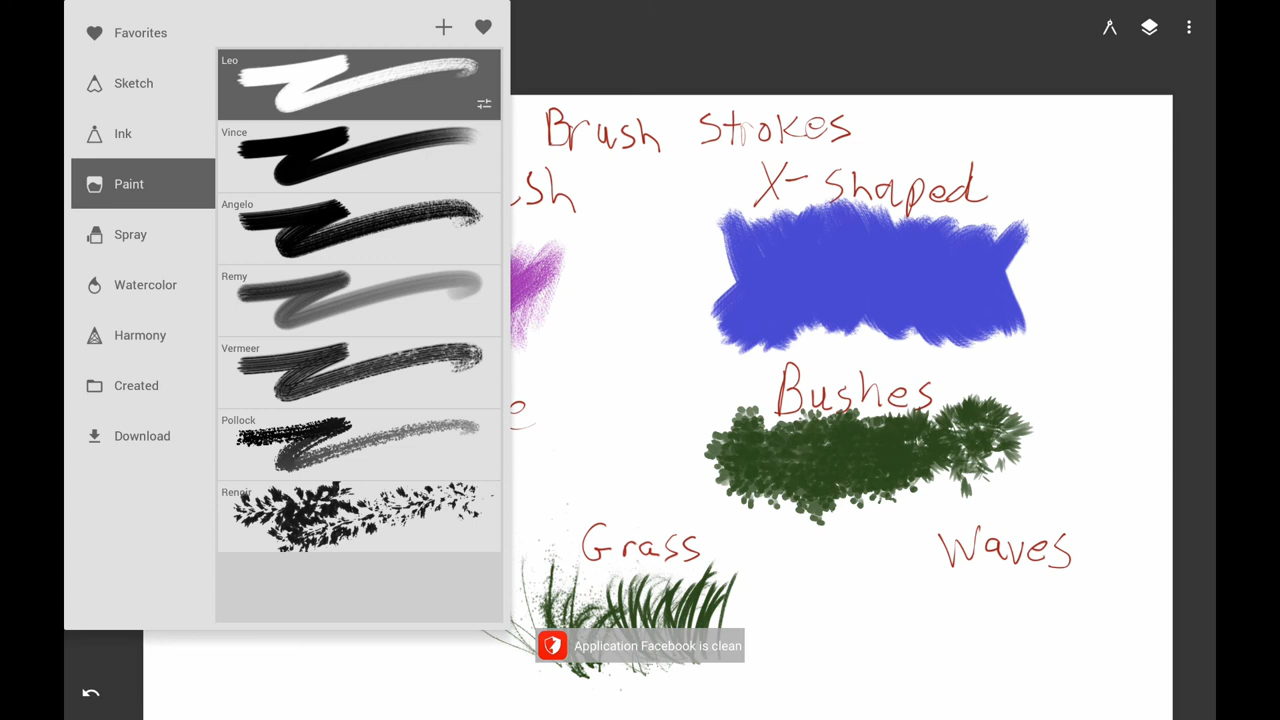 Favorites
Sketch
Ink
Paint
Spray
Watercolor
Harmony
Created
Download
Leo
Vince
Angelo
Remy
Vermeer
Pollock
Renoir
Brush Strokes
X-Shaped
Bushes
Grass
Waves
Application Facebook is clean